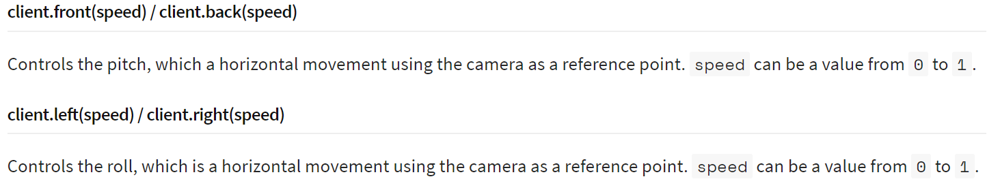 client.front(speed) / client.back(speed)
Controls the pitch, which a horizontal movement using the camera as a reference point. speed can be a value from 0 to 1.
client.left(speed) / client.right(speed)
Controls the roll, which is a horizontal movement using the camera as a reference point. speed can be a value from 0 to 1.